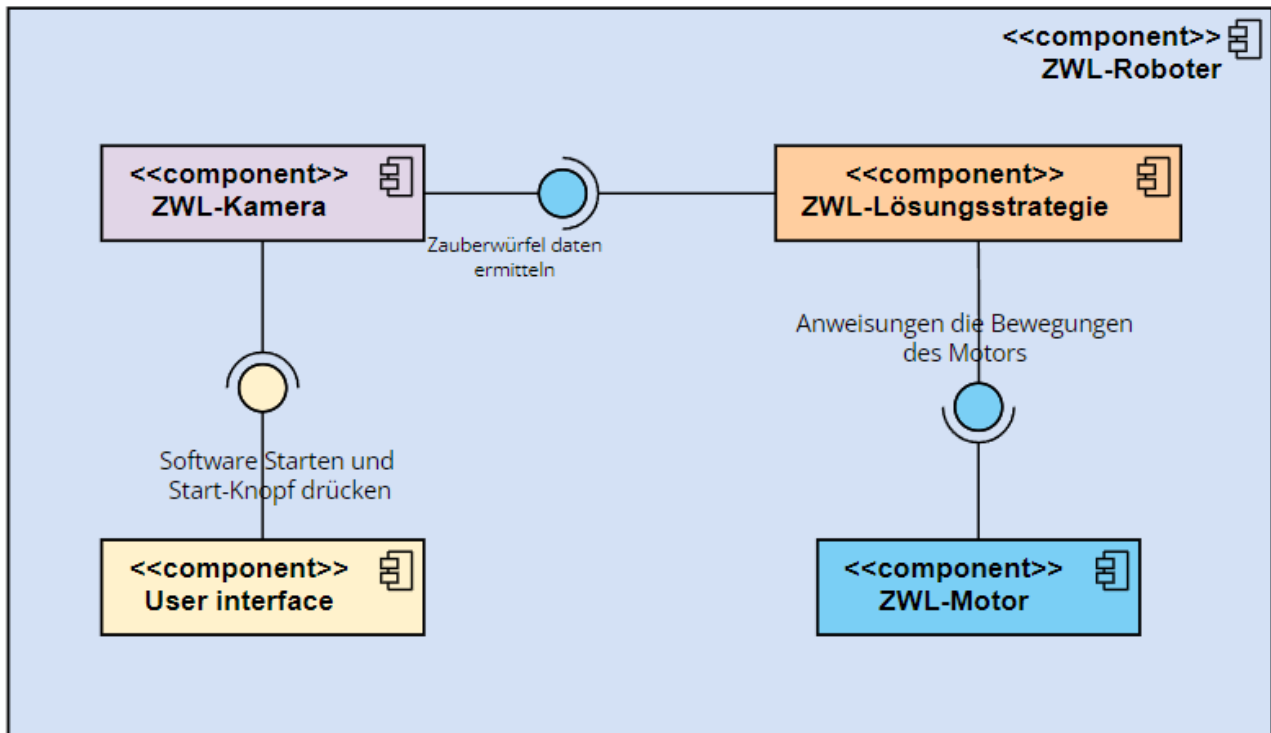 <<component>>
ZWL-Roboter
<<component>>
ZWL-Kamera
<<component>>
ZWL-Lösungsstrategie
Zauberwürfel daten
ermitteln
Anweisungen die Bewegungen
des Motors
Software Starten und
Start-Knopf drücken
<<component>>
User interface
<<component>>
ZWL-Motor